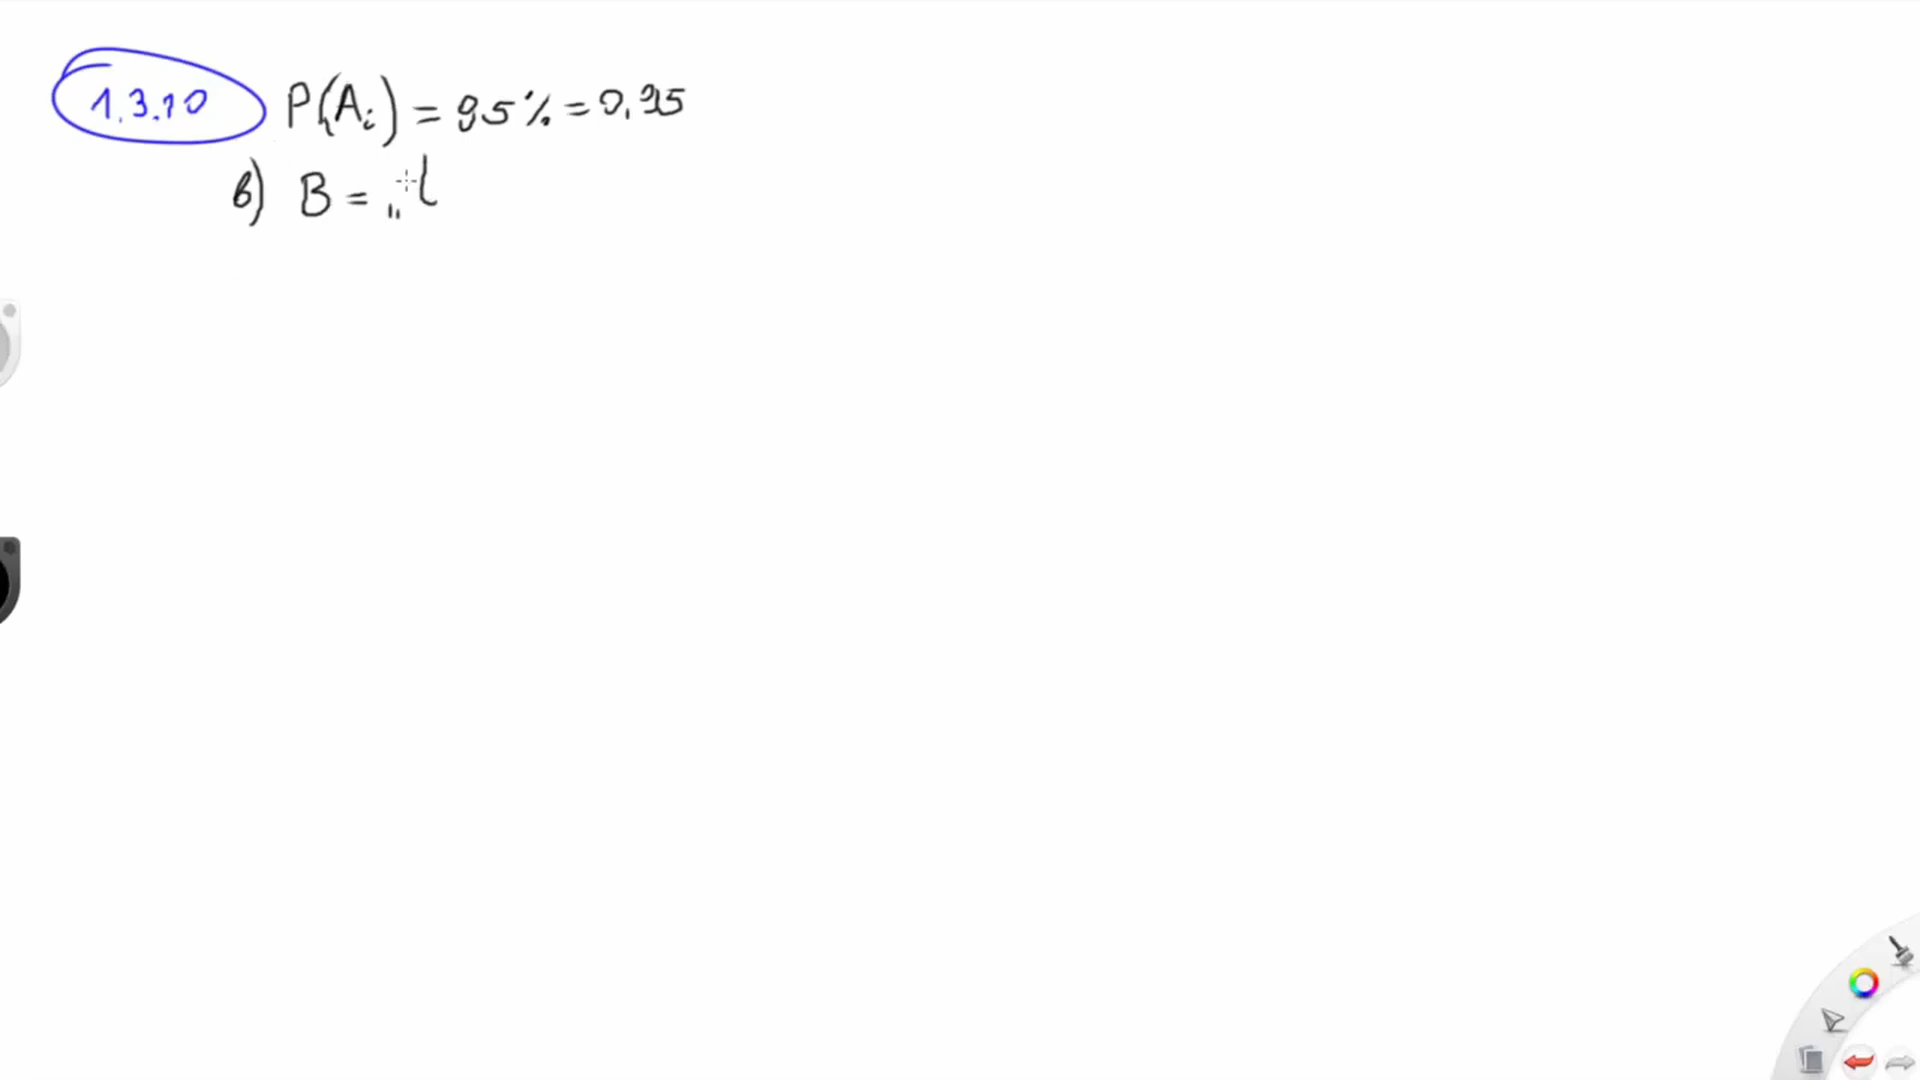 1.3.10 P(Aᵢ) = 95% = 0,95
в) B = „